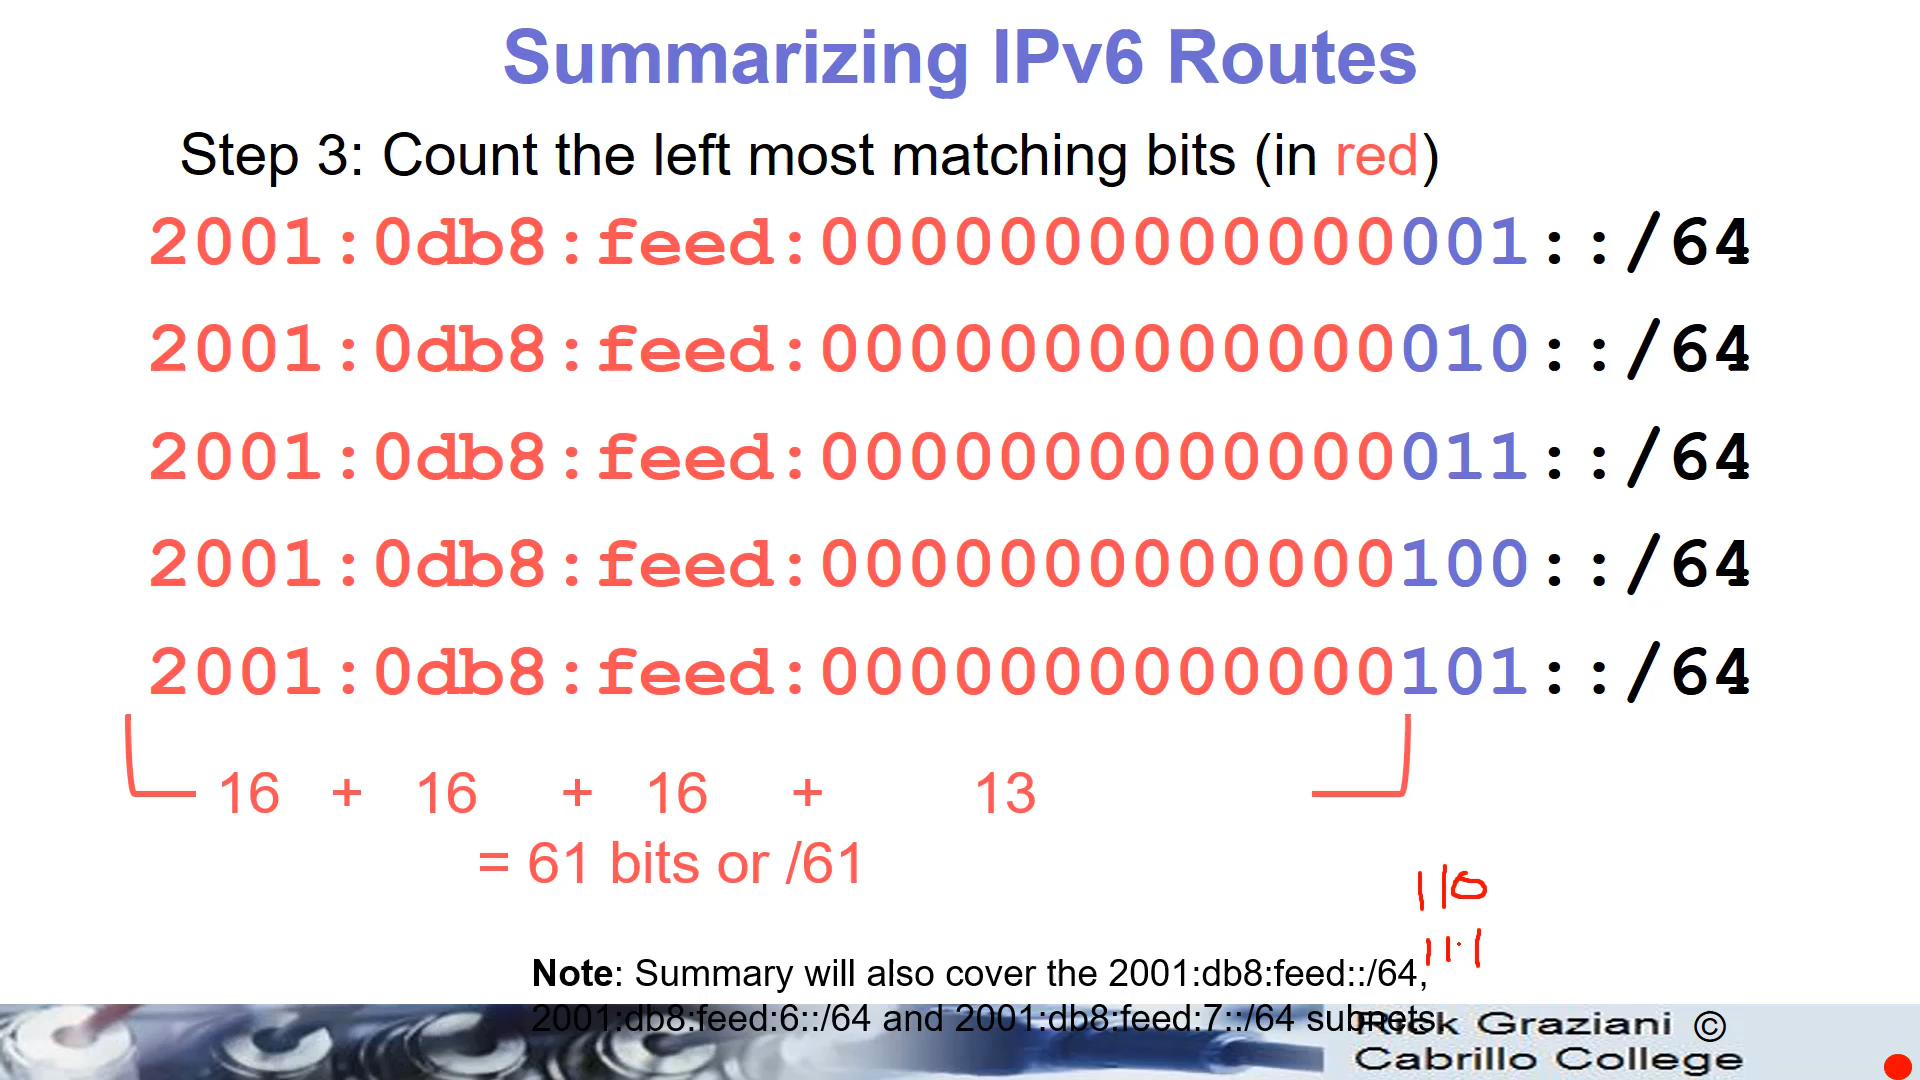 Summarizing IPv6 Routes
Step 3: Count the left most matching bits (in red)
2001:0db8:feed:0000000000000001::/64
2001:0db8:feed:0000000000000010::/64
2001:0db8:feed:0000000000000011::/64
2001:0db8:feed:0000000000000100::/64
2001:0db8:feed:0000000000000101::/64
16 + 16 + 16 + 13
= 61 bits or /61
110
111
Note: Summary will also cover the 2001:db8:feed::/64,
2001:db8:feed:6::/64 and 2001:db8:feed:7::/64 subnets
Rick Graziani ©
Cabrillo College